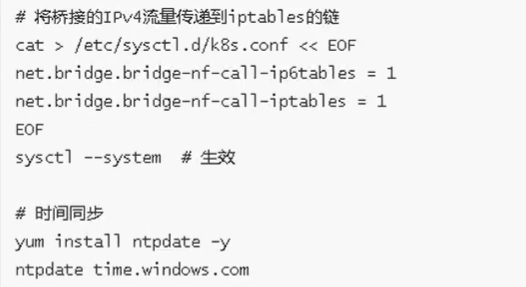 # 将桥接的IPv4流量传递到iptables的链
cat > /etc/sysctl.d/k8s.conf << EOF
net.bridge.bridge-nf-call-ip6tables = 1
net.bridge.bridge-nf-call-iptables = 1
EOF
sysctl --system  # 生效

# 时间同步
yum install ntpdate -y
ntpdate time.windows.com